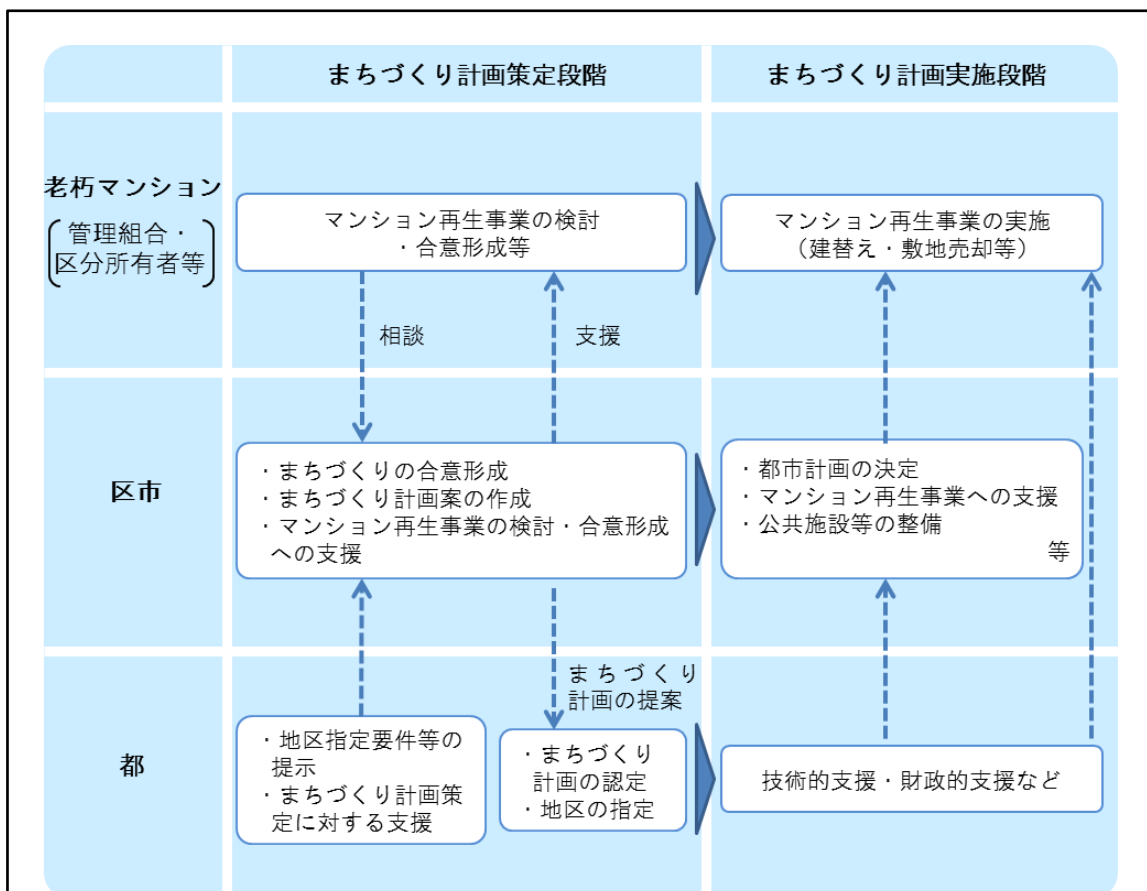 まちづくり計画策定段階
まちづくり計画実施段階
老朽マンション
管理組合・
区分所有者等
マンション再生事業の検討
・合意形成等
マンション再生事業の実施
（建替え・敷地売却等）
相談
支援
区市
・まちづくりの合意形成
・まちづくり計画案の作成
・マンション再生事業の検討・合意形成
への支援
・都市計画の決定
・マンション再生事業への支援
・公共施設等の整備
等
まちづくり
計画の提案
都
・地区指定要件等の
提示
・まちづくり計画策
定に対する支援
・まちづくり
計画の認定
・地区の指定
技術的支援・財政的支援など